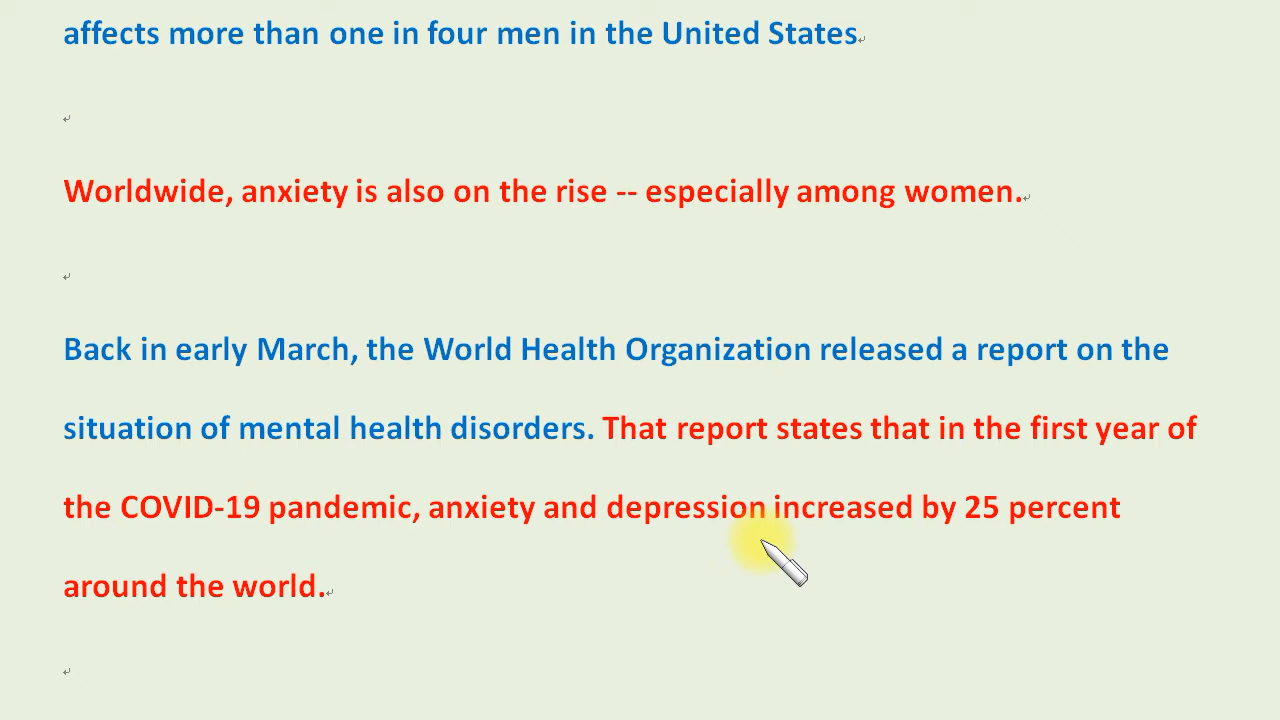 affects more than one in four men in the United States
Worldwide, anxiety is also on the rise -- especially among women.
Back in early March, the World Health Organization released a report on the
situation of mental health disorders. That report states that in the first year of
the COVID-19 pandemic, anxiety and depression increased by 25 percent
around the world.